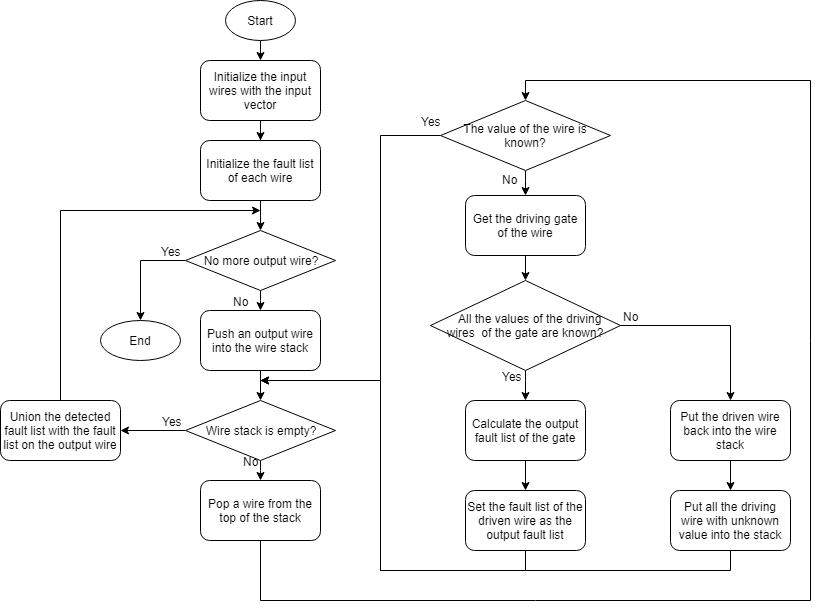 Start
Initialize the input
wires with the input
vector
Initialize the fault list
of each wire
No more output wire?
Yes
No
End
Push an output wire
into the wire stack
Wire stack is empty?
Yes
No
Union the detected
fault list with the fault
list on the output wire
Pop a wire from the
top of the stack
The value of the wire is
known?
Yes
No
Get the driving gate
of the wire
All the values of the driving
wires of the gate are known?
No
Yes
Calculate the output
fault list of the gate
Set the fault list of the
driven wire as the
output fault list
Put the driven wire
back into the wire
stack
Put all the driving
wire with unknown
value into the stack